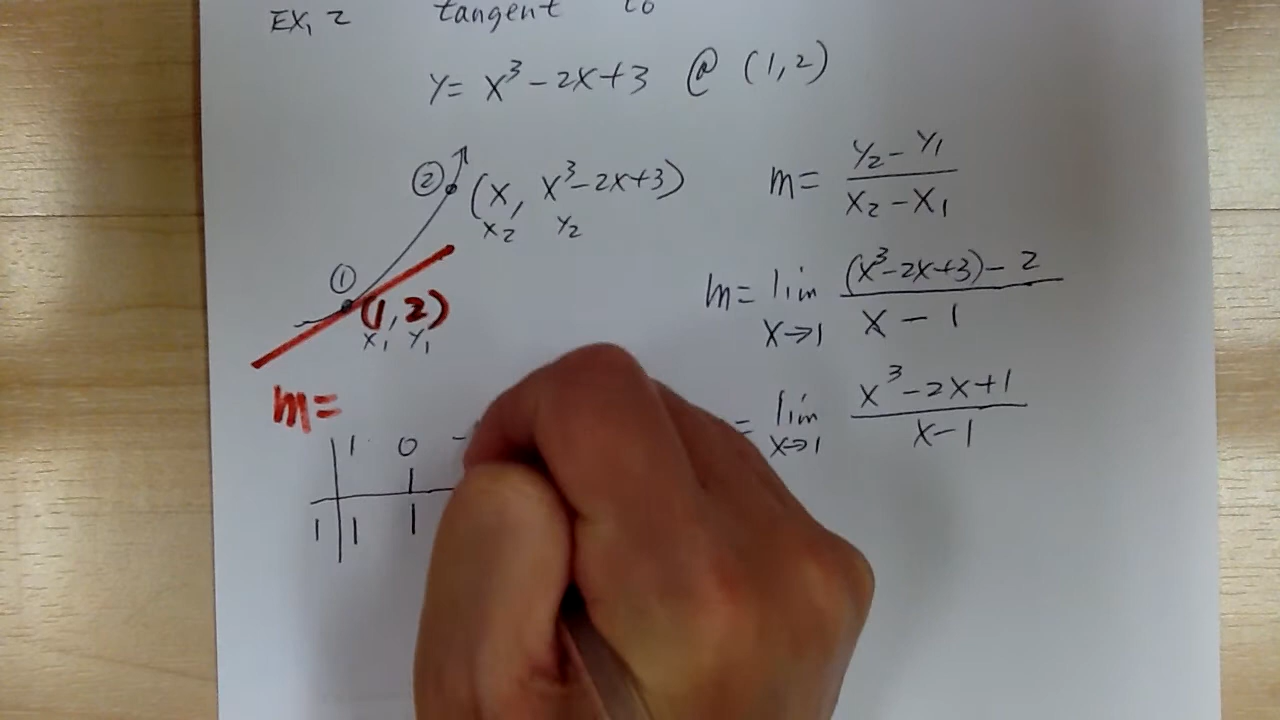 EX, 2 tangent to
y = x³ - 2x + 3 @ (1, 2)
② (x, x³ - 2x + 3)
x₂ y₂
① (1, 2)
x₁ y₁
m =
1 0 -
1
1 1 1
m = y₂ - y₁ / x₂ - x₁
m = lim x→1 (x³ - 2x + 3) - 2 / x - 1
= lim x→1 x³ - 2x + 1 / x - 1